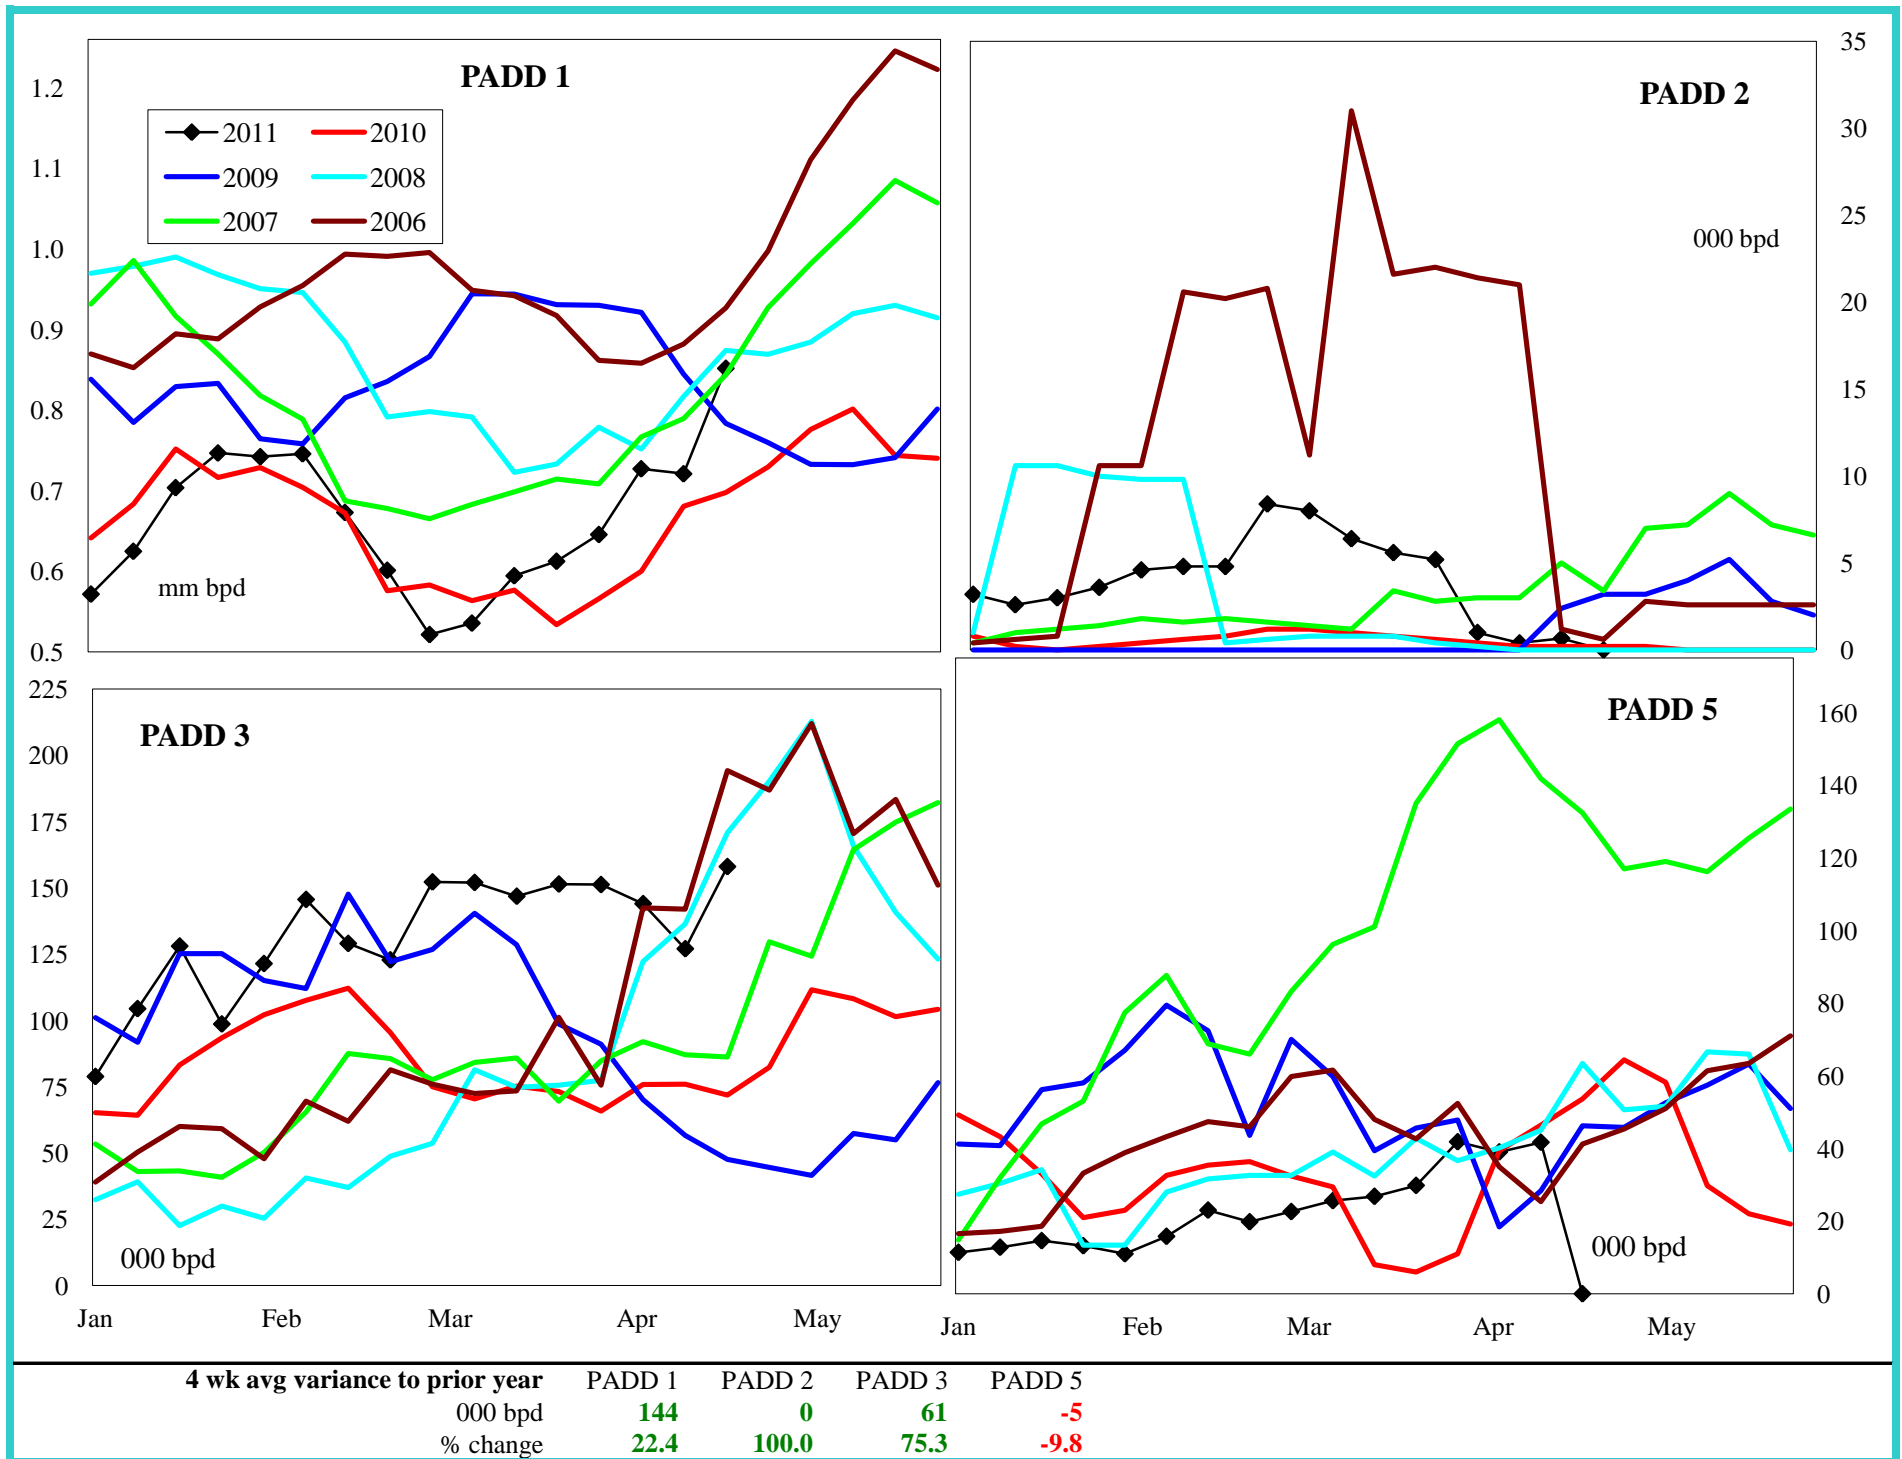 PADD 1
1.2
1.1
1.0
0.9
0.8
0.7
0.6
0.5
2011 2010
2009 2008
2007 2006
mm bpd
PADD 2
35
30
25
20
15
10
5
0
000 bpd
PADD 3
225
200
175
150
125
100
75
50
25
0
000 bpd
Jan Feb Mar Apr May
PADD 5
160
140
120
100
80
60
40
20
0
000 bpd
Jan Feb Mar Apr May
4 wk avg variance to prior year PADD 1 PADD 2 PADD 3 PADD 5
000 bpd 144 0 61 -5
% change 22.4 100.0 75.3 -9.8